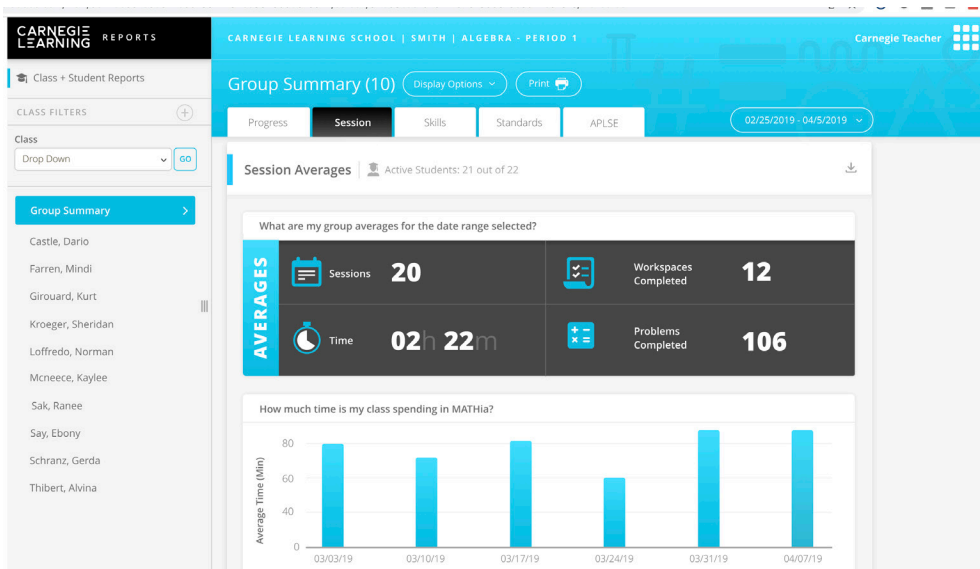 CARNEGIE
LEARNING
REPORTS
CARNEGIE LEARNING SCHOOL | SMITH | ALGEBRA - PERIOD 1
Carnegie Teacher
Class + Student Reports
CLASS FILTERS
Class
Drop Down
GO
Group Summary
Castle, Dario
Farren, Mindi
Girouard, Kurt
Kroeger, Sheridan
Loffredo, Norman
Mcneece, Kaylee
Sak, Ranee
Say, Ebony
Schranz, Gerda
Thibert, Alvina
Group Summary (10)
Display Options
Print
Progress
Session
Skills
Standards
APLSE
02/25/2019 - 04/5/2019
Session Averages
Active Students: 21 out of 22
What are my group averages for the date range selected?
AVERAGES
Sessions 20
Workspaces
Completed
12
Time 02h 22m
Problems
Completed
106
How much time is my class spending in MATHia?
Average Time (Min)
80
60
40
0
03/03/19
03/10/19
03/17/19
03/24/19
03/31/19
04/07/19